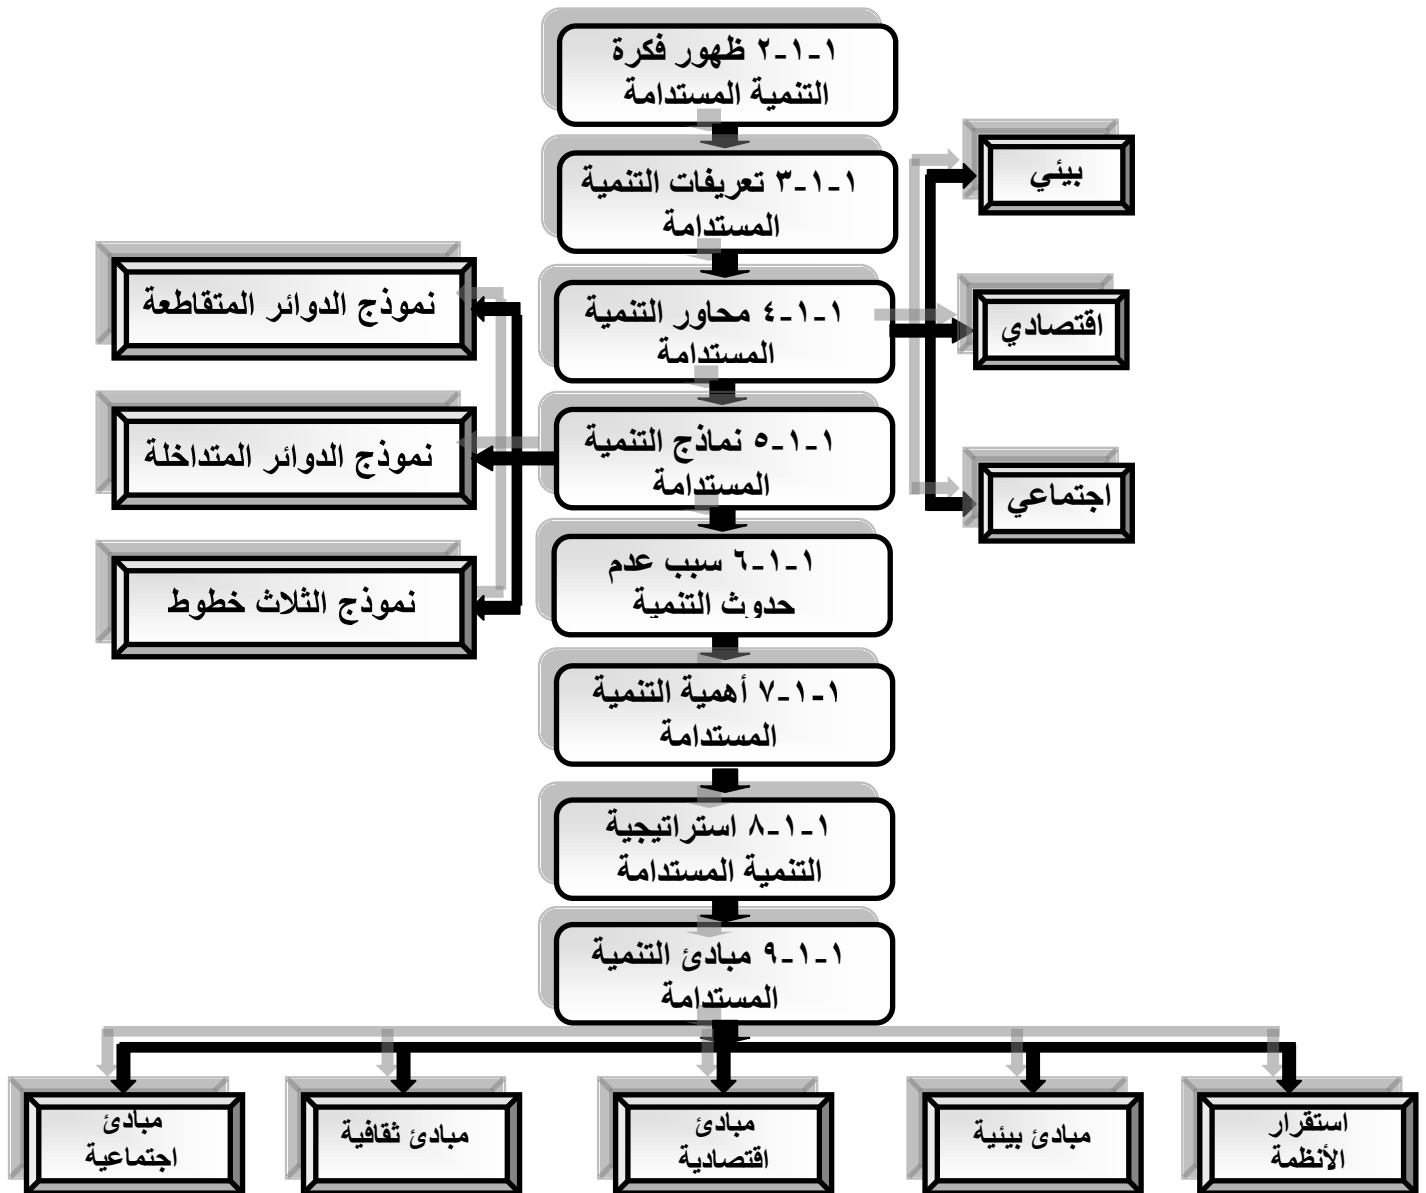 ١-١-٢ ظهور فكرة
التنمية المستدامة
١-١-٣ تعريفات التنمية
المستدامة
١-١-٤ محاور التنمية
المستدامة
بيئي
اقتصادي
اجتماعي
١-١-٥ نماذج التنمية
المستدامة
نموذج الدوائر المتقاطعة
نموذج الدوائر المتداخلة
نموذج الثلاث خطوط
١-١-٦ سبب عدم
حدوث التنمية
١-١-٧ أهمية التنمية
المستدامة
١-١-٨ استراتيجية
التنمية المستدامة
١-١-٩ مبادئ التنمية
المستدامة
استقرار
الأنظمة
مبادئ بيئية
مبادئ
اقتصادية
مبادئ ثقافية
مبادئ
اجتماعية